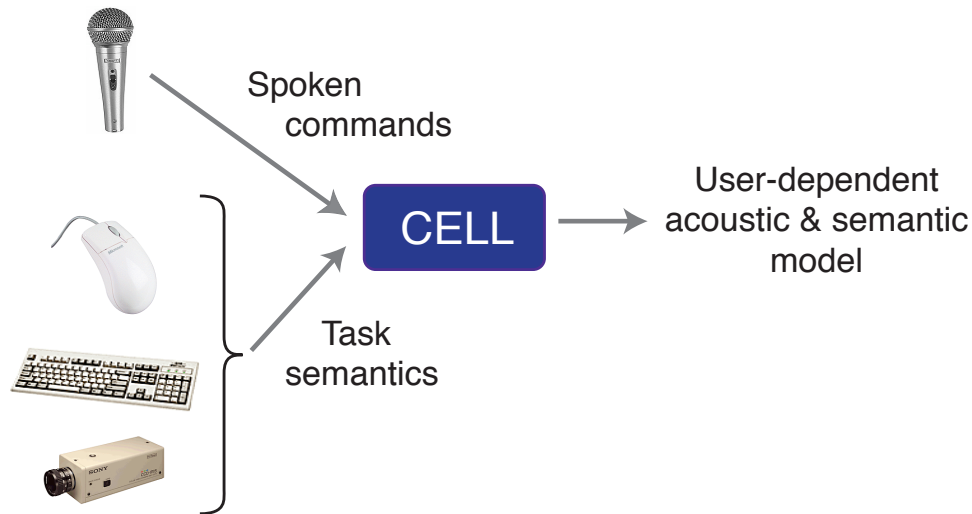 Spoken
commands
CELL
User-dependent
acoustic & semantic
model
Task
semantics
SONY